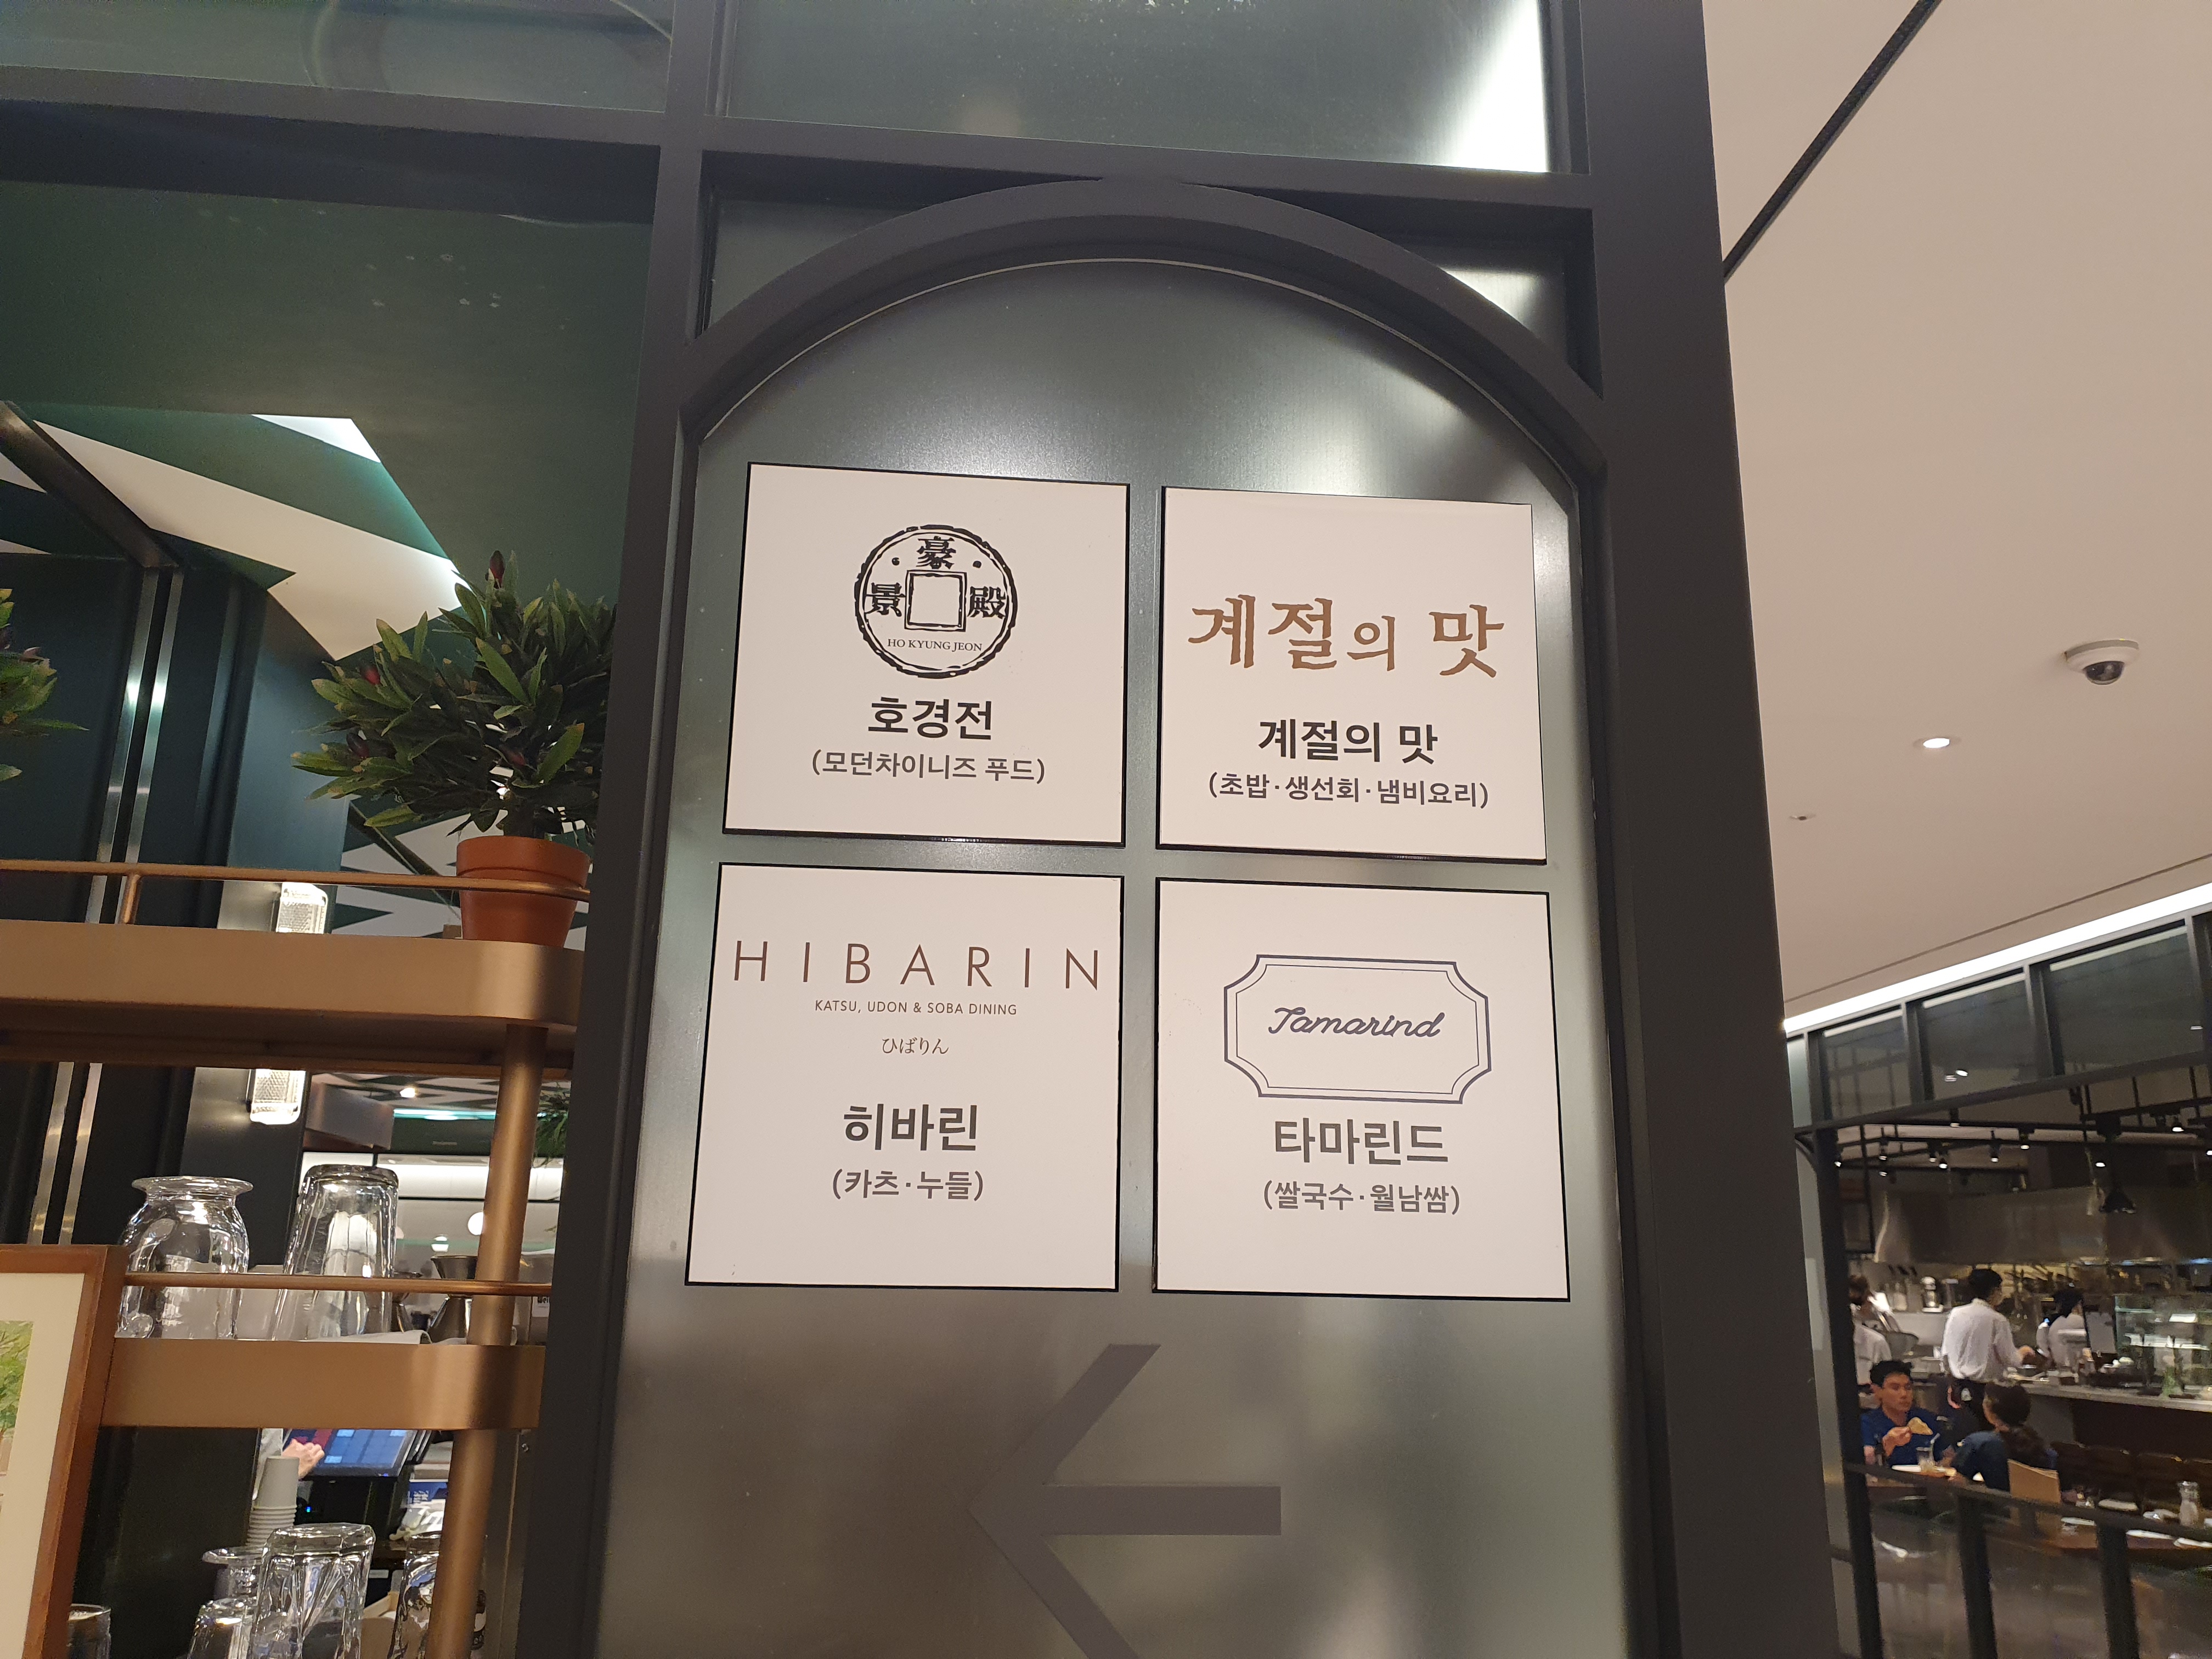 豪
景 殿
HO KYUNG JEON
호경전
(모던차이니즈 푸드)
계절의 맛
계절의 맛
(초밥·생선회·냄비요리)
HIBARIN
KATSU, UDON & SOBA DINING
ひばりん
히바린
(카츠·누들)
Tamarind
타마린드
(쌀국수·월남쌈)